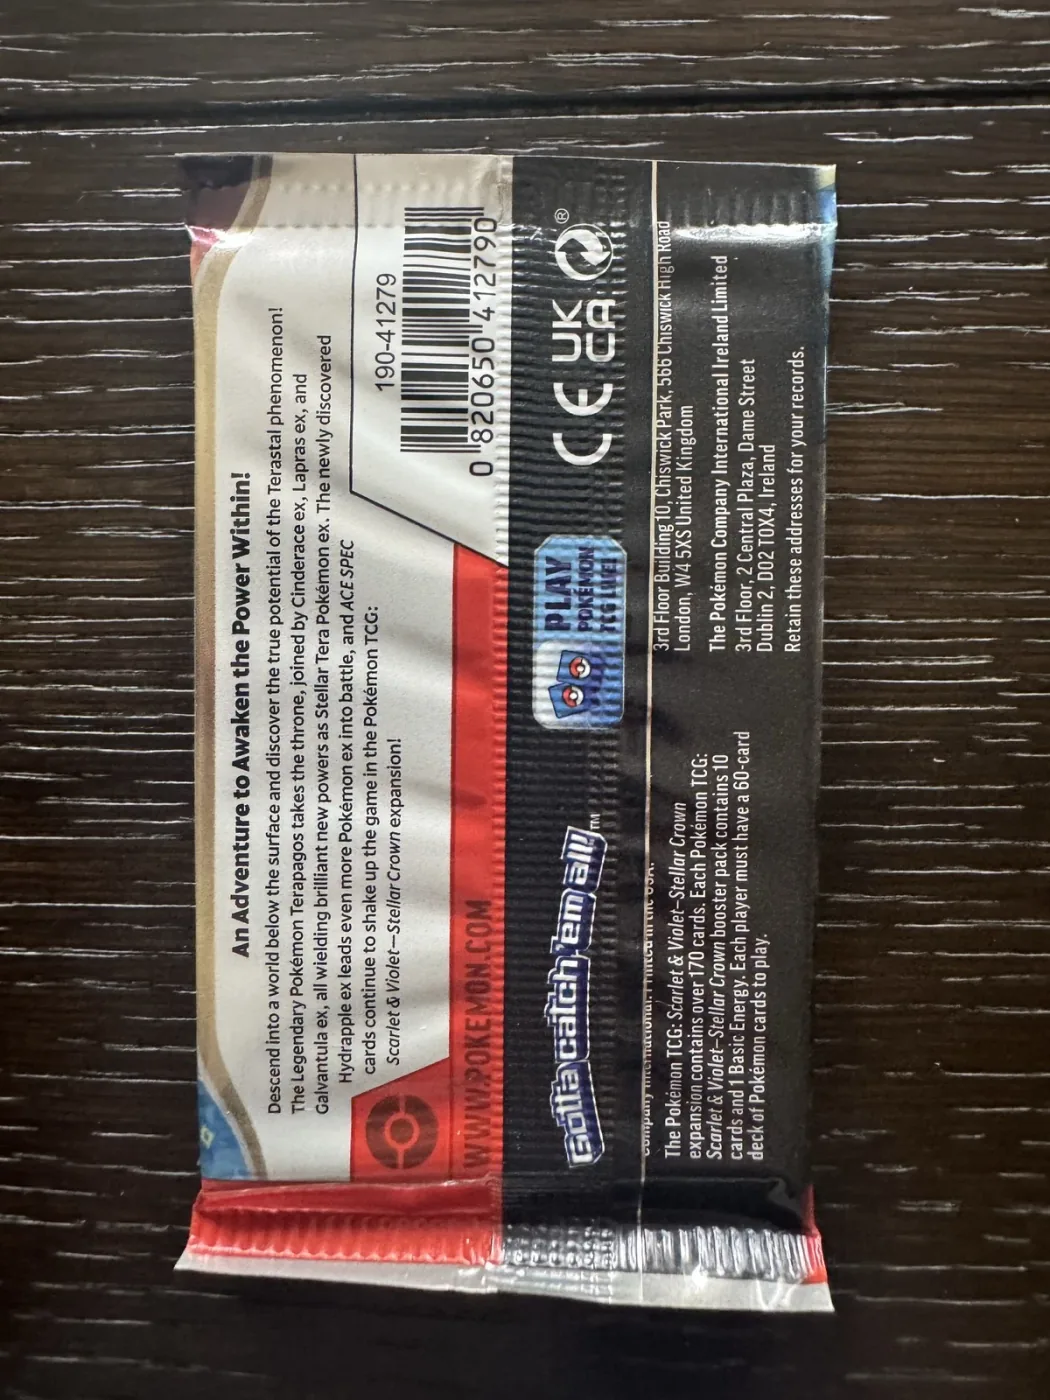 An Adventure to Awaken the Power Within!
Descend into a world below the surface and discover the true potential of the Terastal phenomenon!
The Legendary Pokémon Terapagos takes the throne, joined by Cinderace ex, Lapras ex, and
Galvantula ex, all wielding brilliant new powers as Stellar Tera Pokémon ex. The newly discovered
Hydrapple ex leads even more Pokémon ex into battle, and ACE SPEC
cards continue to shake up the game in the Pokémon TCG:
Scarlet & Violet—Stellar Crown expansion!
190-41279
0 820650 412790
WWW.POKEMON.COM
Gotta catch 'em all!™
PLAY
POKÉMON
TCG LIVE!
CE UK
CA ®
The Pokémon TCG: Scarlet & Violet—Stellar Crown
expansion contains over 170 cards. Each Pokémon TCG:
Scarlet & Violet—Stellar Crown booster pack contains 10
cards and 1 Basic Energy. Each player must have a 60-card
deck of Pokémon cards to play.
3rd Floor Building 10, Chiswick Park, 566 Chiswick High Road
London, W4 5XS United Kingdom
The Pokémon Company International Ireland Limited
3rd Floor, 2 Central Plaza, Dame Street
Dublin 2, D02 T0X4, Ireland
Retain these addresses for your records.